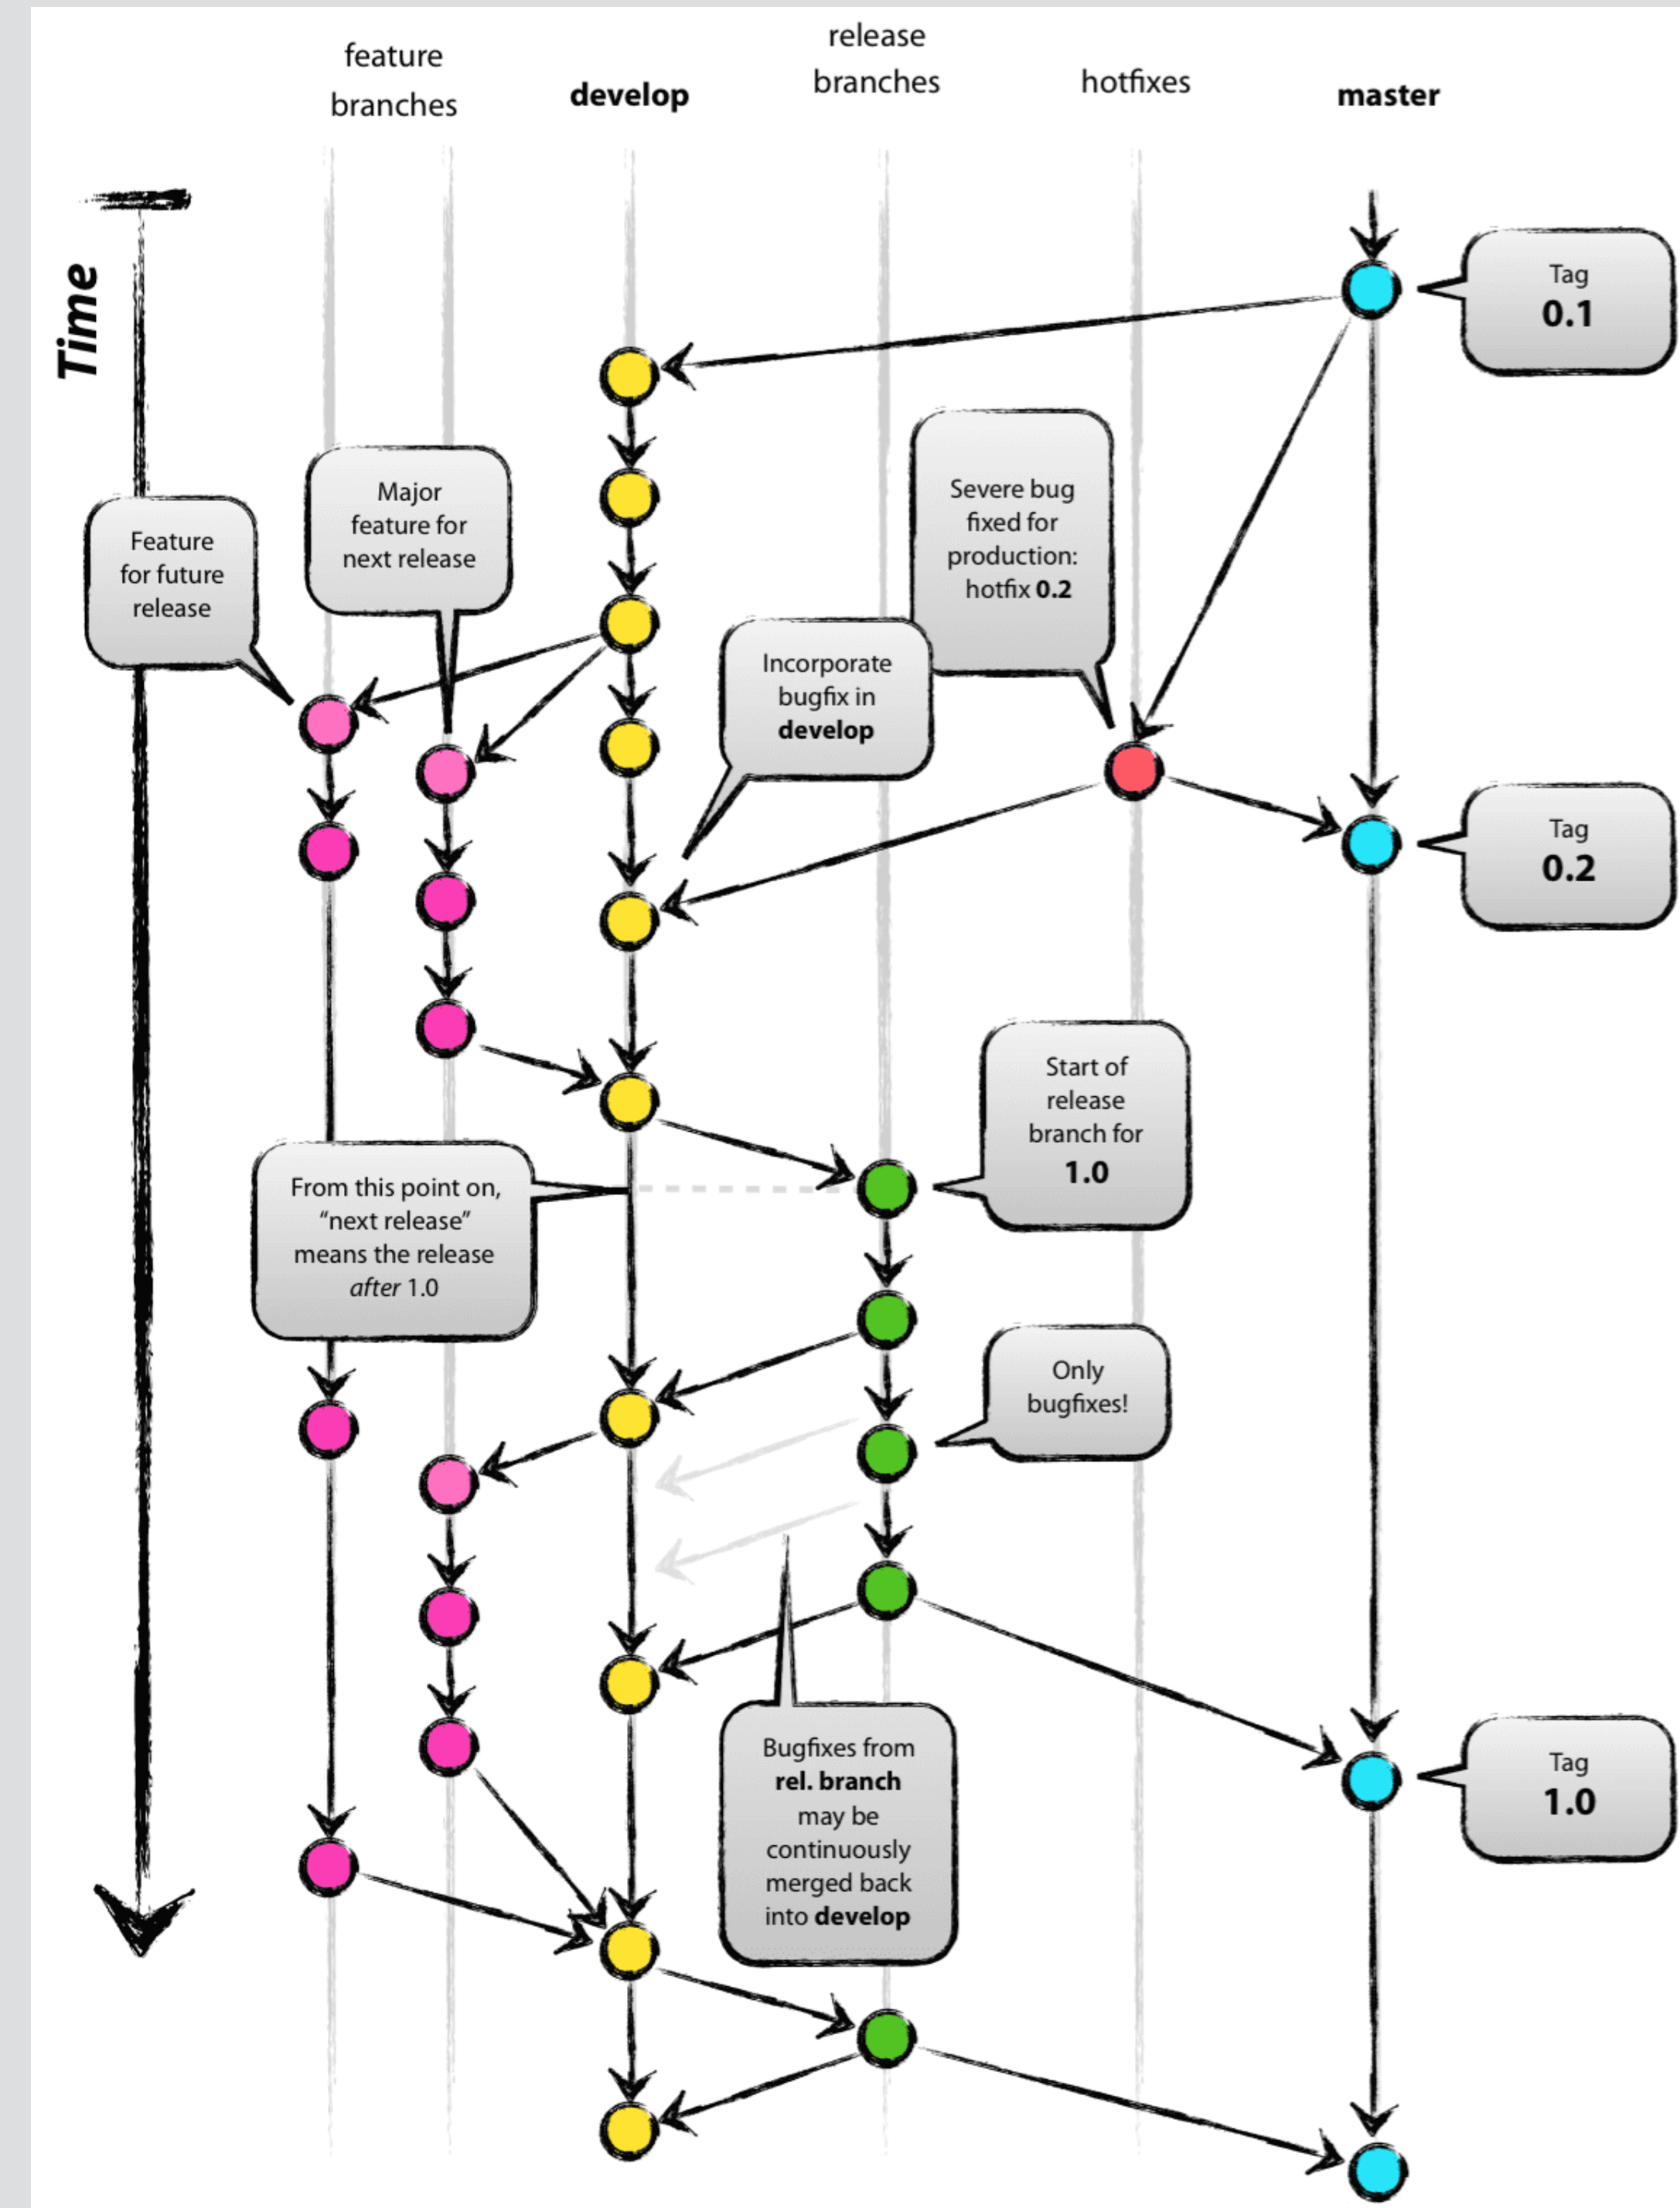 feature
branches
develop
release
branches
hotfixes
master
Time
Tag
0.1
Major
feature for
next release
Feature
for future
release
Severe bug
fixed for
production:
hotfix 0.2
Incorporate
bugfix in
develop
Tag
0.2
Start of
release
branch for
1.0
From this point on,
“next release”
means the release
after 1.0
Only
bugfixes!
Bugfixes from
rel. branch
may be
continuously
merged back
into develop
Tag
1.0